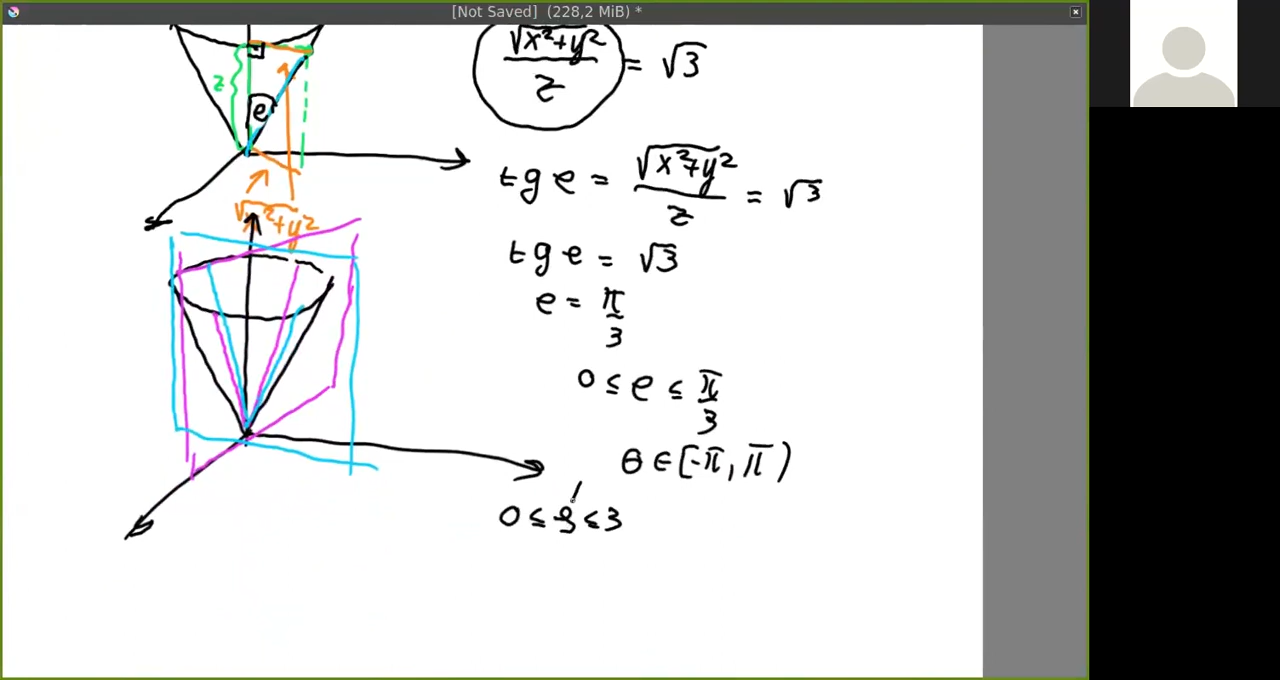 [Not Saved] (228,2 MiB) *
√x²+y² / z = √3
z
e
tg e = √x²+y² / z = √3
√x²+y²
tg e = √3
e = π/3
0 ≤ e ≤ π/3
θ ∈ [-π, π)
0 ≤ ρ ≤ 3